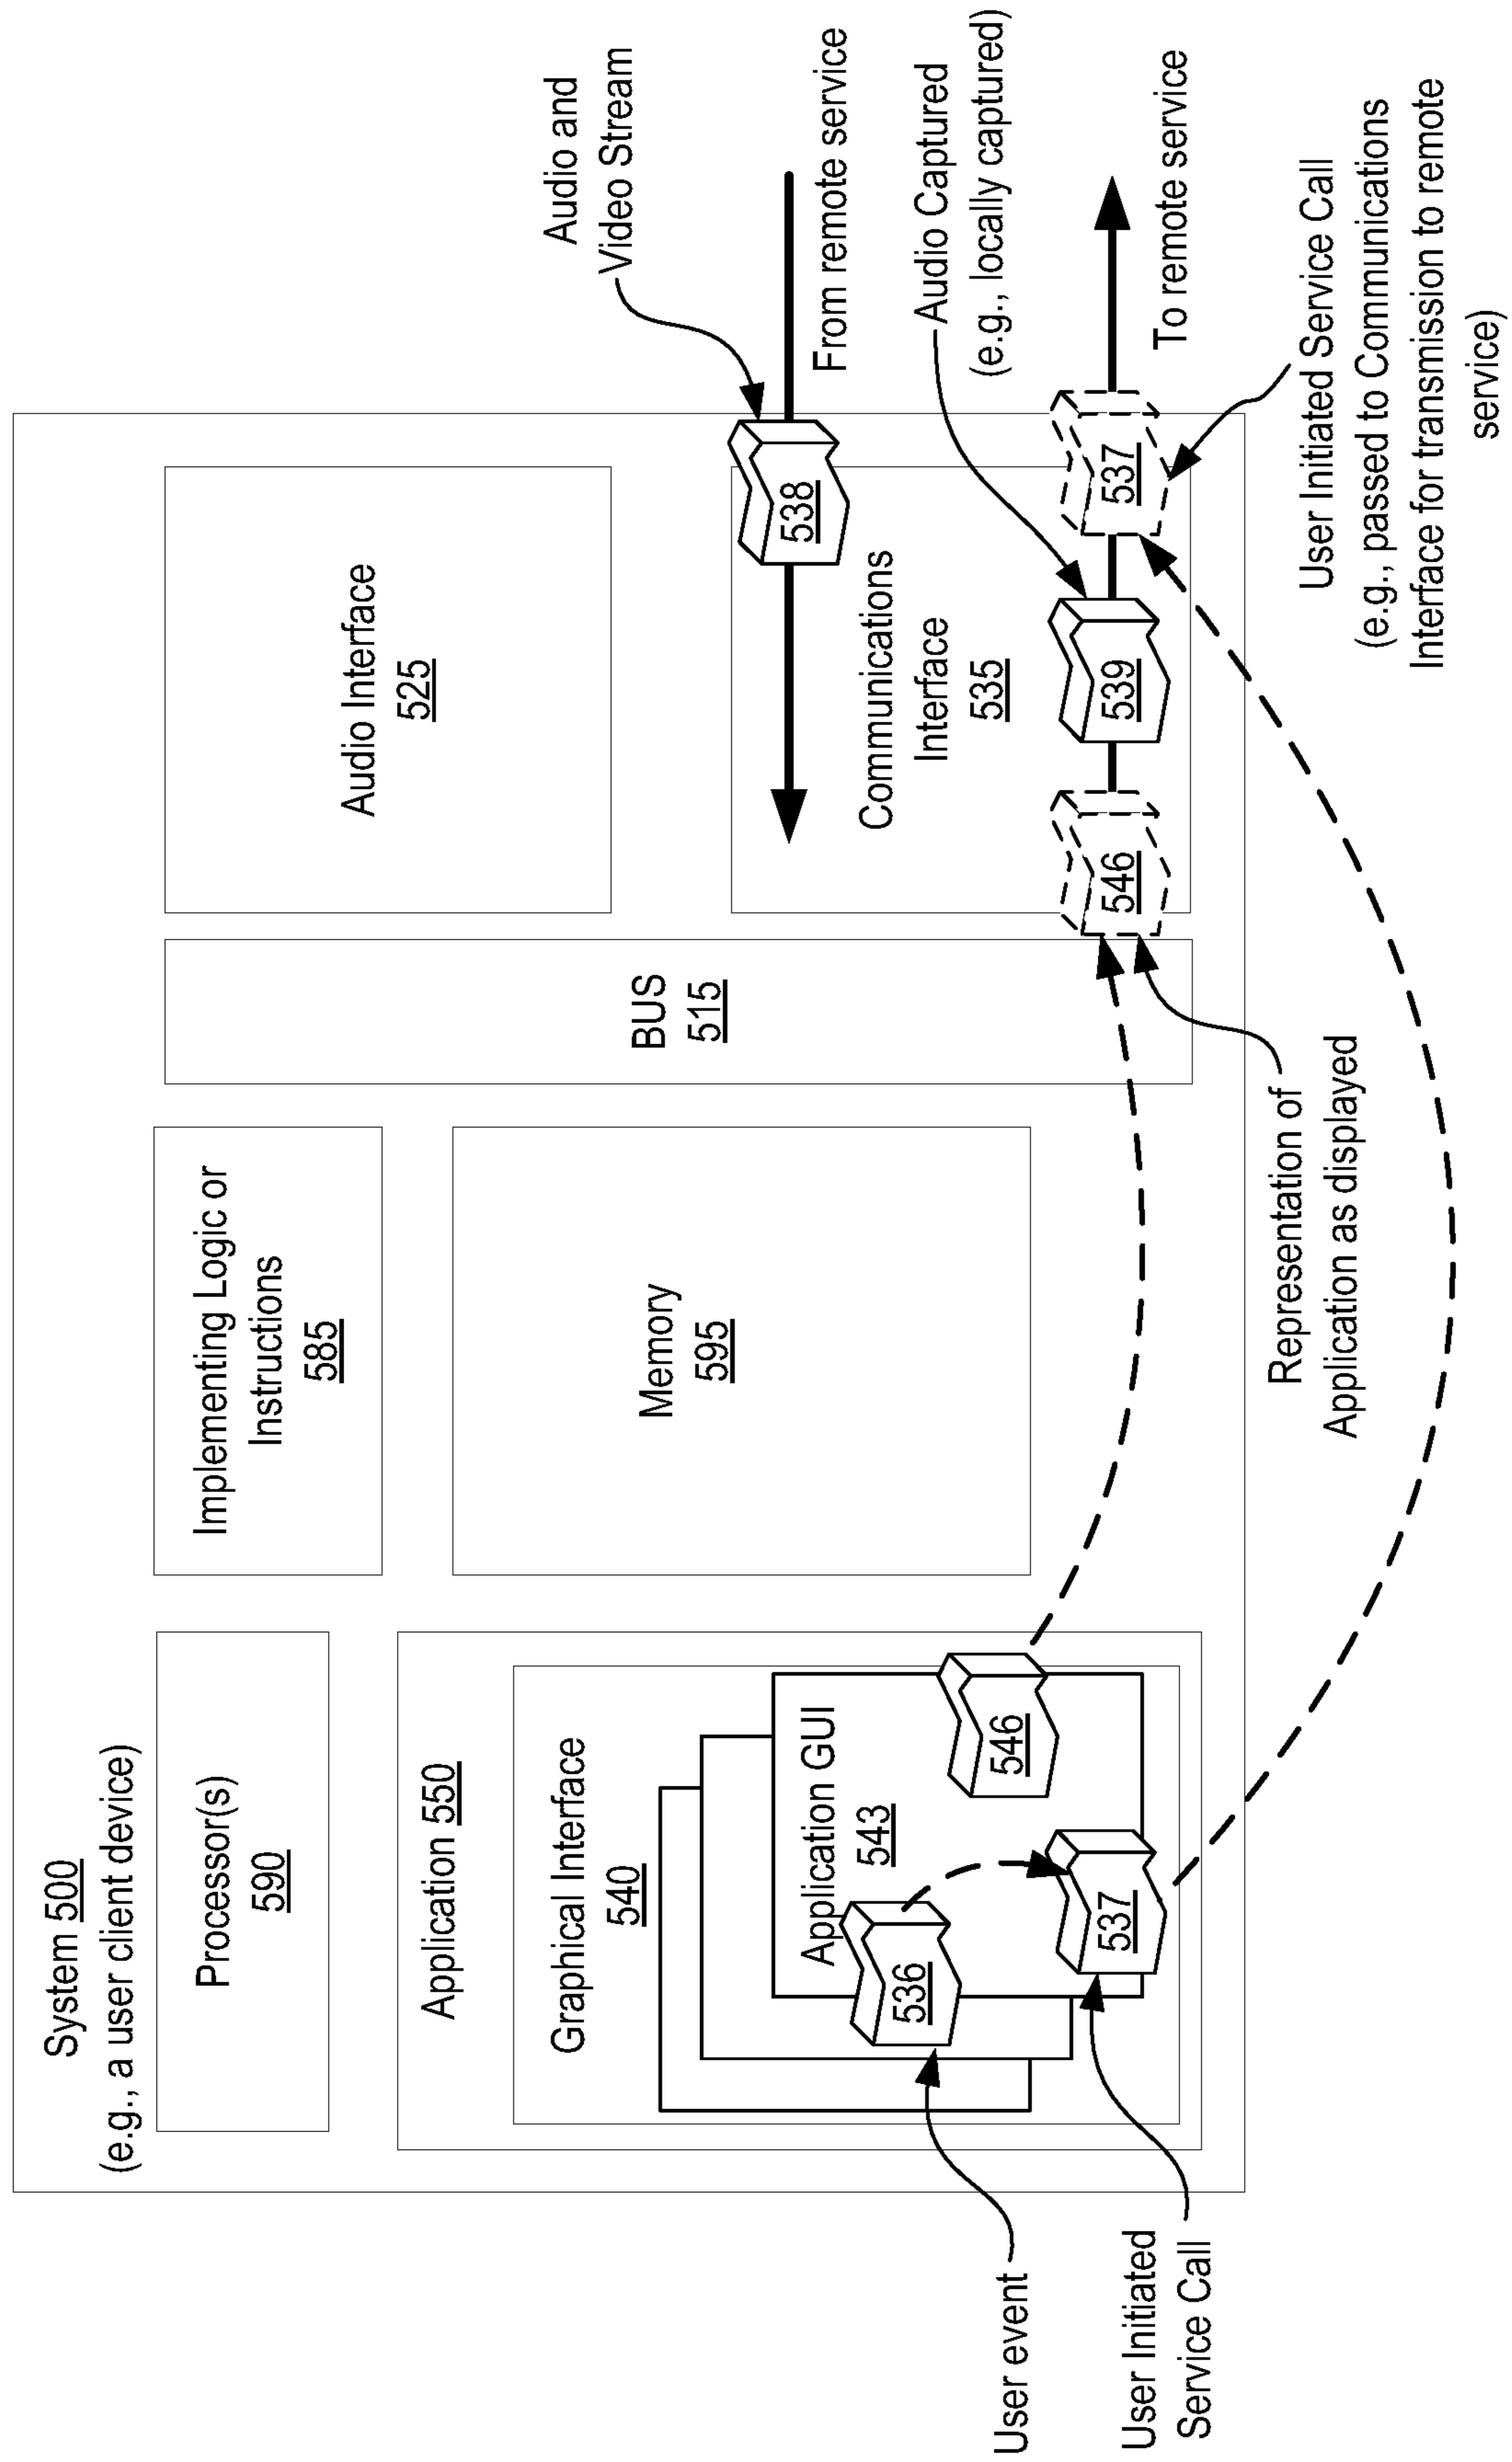 System 500
(e.g., a user client device)
Processor(s)
590
Implementing Logic or
Instructions
585
Application 550
Graphical Interface
540
Application GUI
543
536
537
546
Memory
595
BUS
515
Audio Interface
525
Communications
Interface
535
538
546
539
537
Audio and
Video Stream
From remote service
Audio Captured
(e.g., locally captured)
To remote service
User Initiated Service Call
(e.g., passed to Communications
Interface for transmission to remote
service)
Representation of
Application as displayed
User event
User Initiated
Service Call